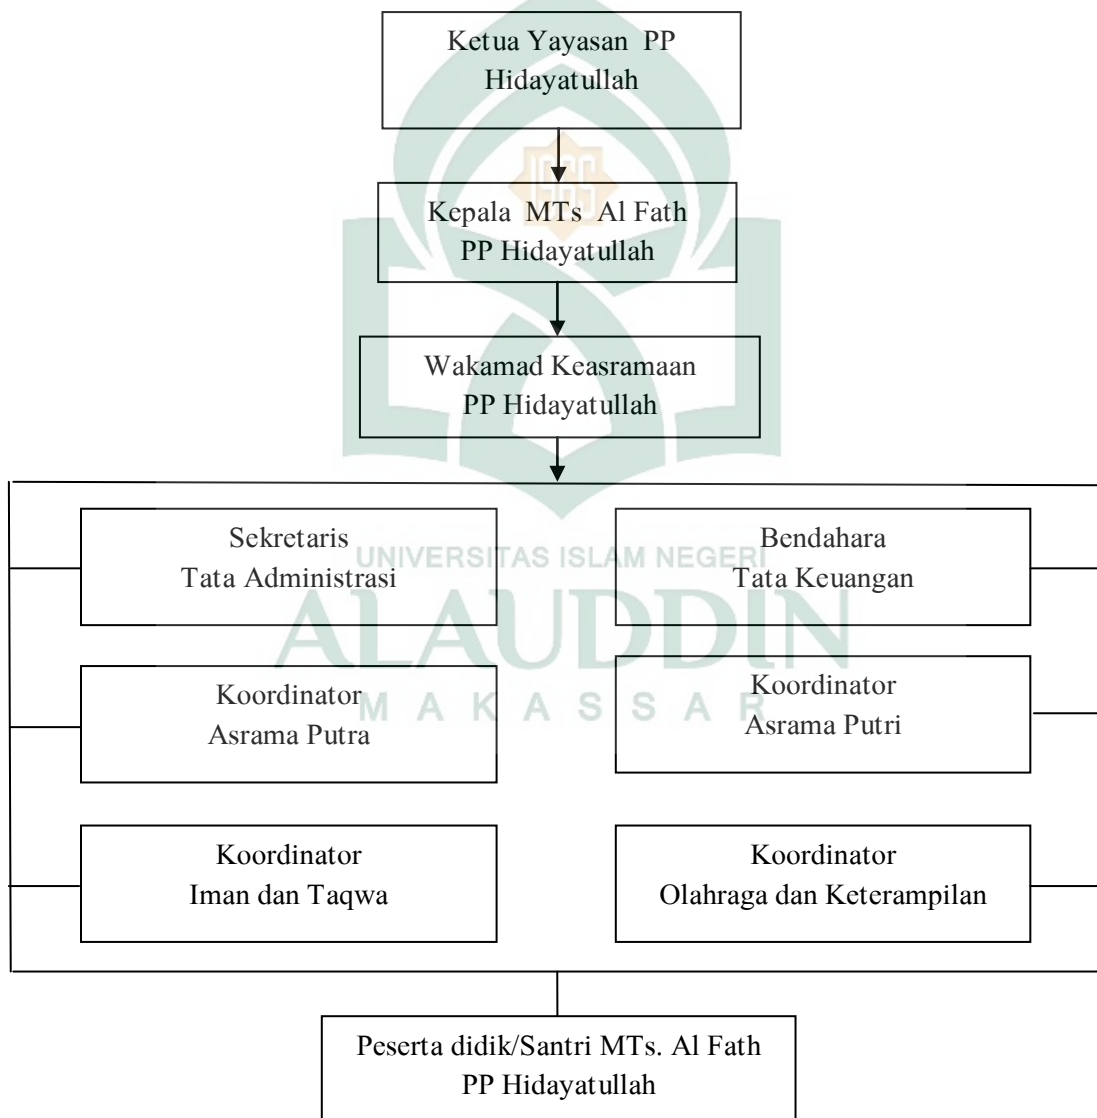 Ketua Yayasan PP
Hidayatullah
Kepala MTs Al Fath
PP Hidayatullah
Wakamad Keasramaan
PP Hidayatullah
Sekretaris
Tata Administrasi
Bendahara
Tata Keuangan
UNIVERSITAS ISLAM NEGERI
ALAUDDIN
MAKASSAR
Koordinator
Asrama Putra
Koordinator
Asrama Putri
Koordinator
Iman dan Taqwa
Koordinator
Olahraga dan Keterampilan
Peserta didik/Santri MTs. Al Fath
PP Hidayatullah